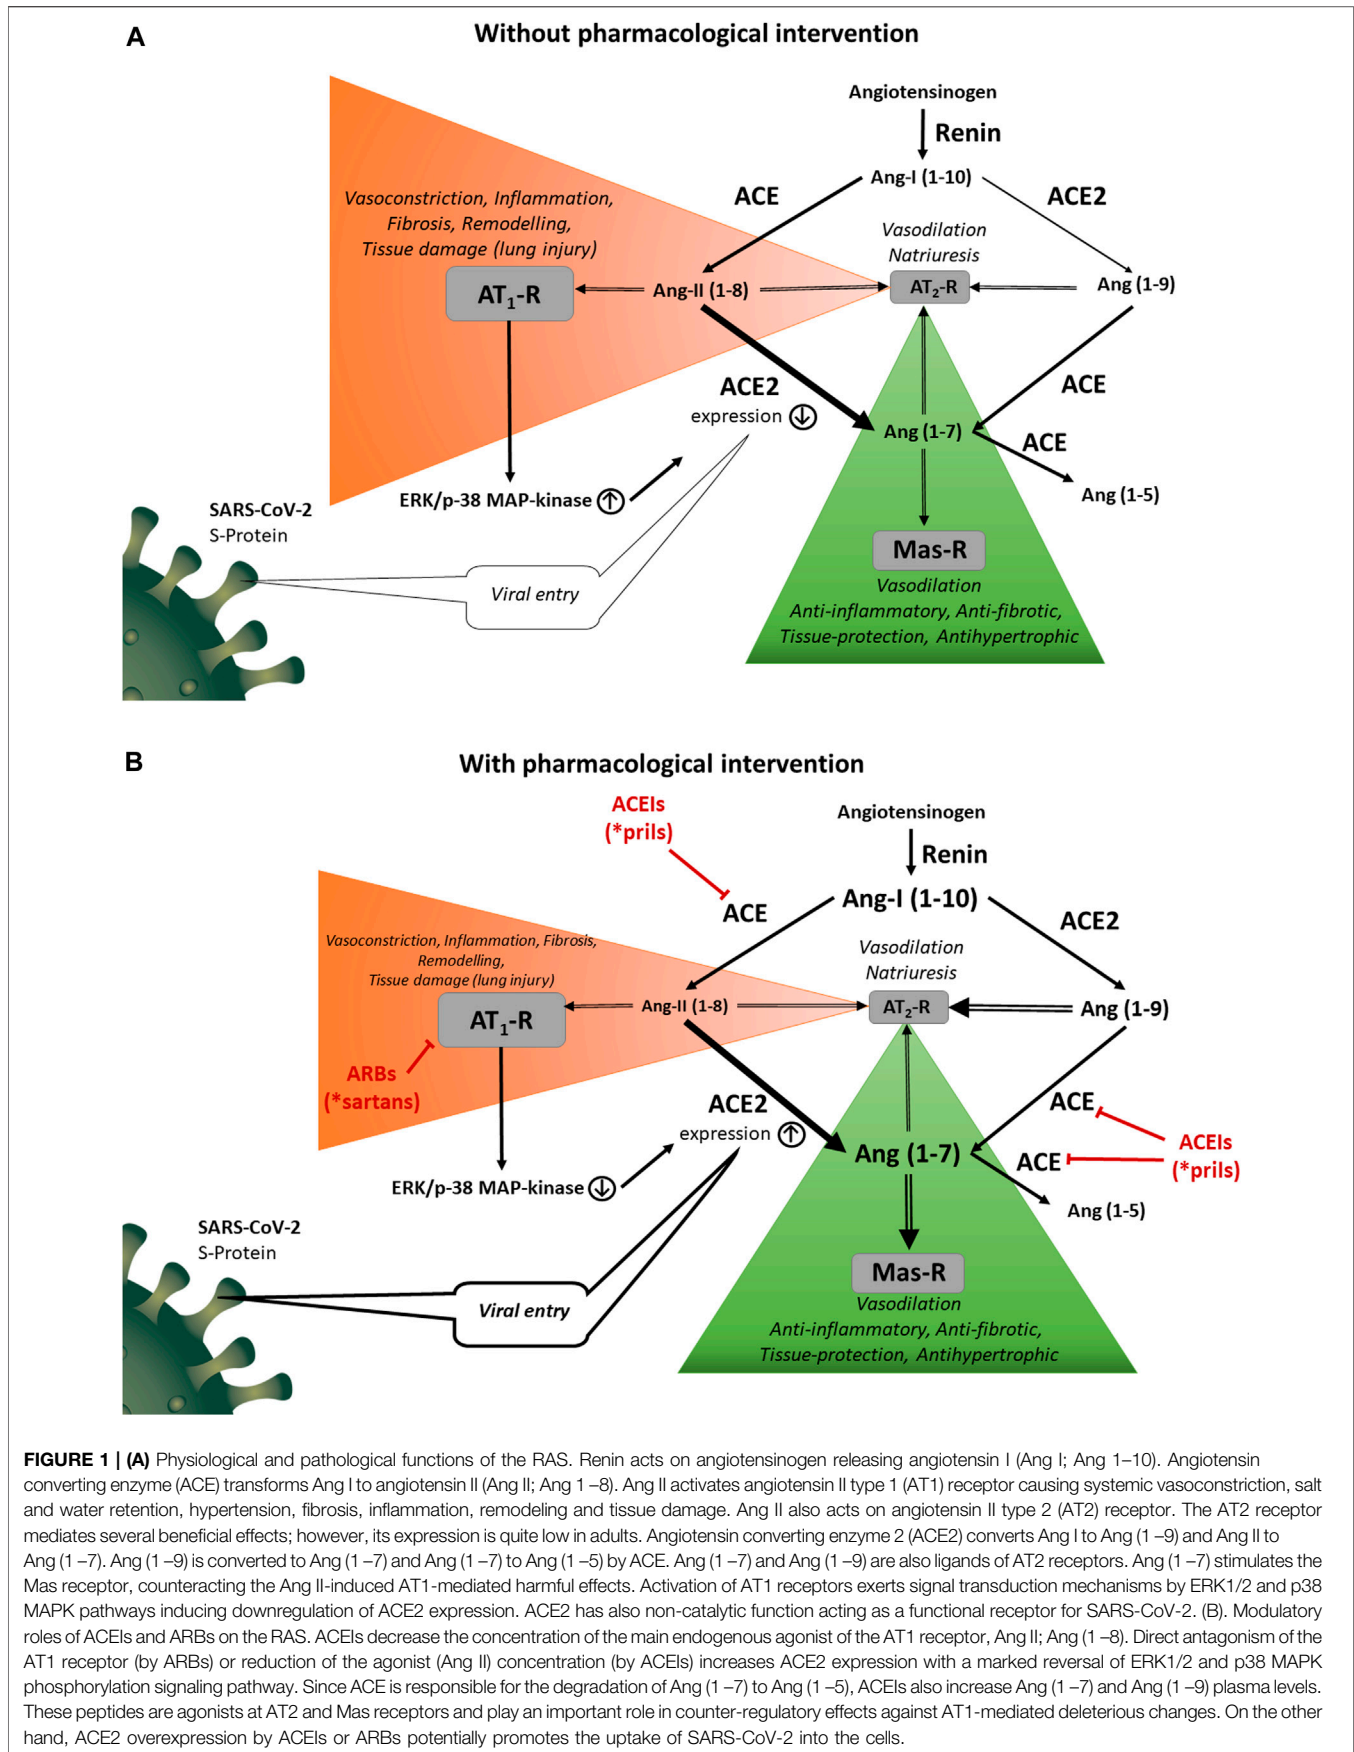 A
Without pharmacological intervention
Angiotensinogen
Renin
Ang-I (1-10)
ACE
ACE2
Vasoconstriction, Inflammation,
Fibrosis, Remodelling,
Tissue damage (lung injury)
Vasodilation
Natriuresis
AT1-R
Ang-II (1-8)
AT2-R
Ang (1-9)
ACE2
expression
ACE
Ang (1-7)
ACE
Ang (1-5)
ERK/p-38 MAP-kinase
SARS-CoV-2
S-Protein
Viral entry
Mas-R
Vasodilation
Anti-inflammatory, Anti-fibrotic,
Tissue-protection, Antihypertrophic
B
With pharmacological intervention
ACEIs
(*prils)
Angiotensinogen
Renin
ACE
Ang-I (1-10)
ACE2
Vasoconstriction, Inflammation, Fibrosis,
Remodelling,
Tissue damage (lung injury)
Vasodilation
Natriuresis
AT1-R
Ang-II (1-8)
AT2-R
Ang (1-9)
ARBs
(*sartans)
ACE2
expression
ACE
Ang (1-7)
ACE
ACEIs
(*prils)
Ang (1-5)
ERK/p-38 MAP-kinase
SARS-CoV-2
S-Protein
Viral entry
Mas-R
Vasodilation
Anti-inflammatory, Anti-fibrotic,
Tissue-protection, Antihypertrophic
FIGURE 1 | (A) Physiological and pathological functions of the RAS. Renin acts on angiotensinogen releasing angiotensin I (Ang I; Ang 1–10). Angiotensin
converting enzyme (ACE) transforms Ang I to angiotensin II (Ang II; Ang 1 –8). Ang II activates angiotensin II type 1 (AT1) receptor causing systemic vasoconstriction, salt
and water retention, hypertension, fibrosis, inflammation, remodeling and tissue damage. Ang II also acts on angiotensin II type 2 (AT2) receptor. The AT2 receptor
mediates several beneficial effects; however, its expression is quite low in adults. Angiotensin converting enzyme 2 (ACE2) converts Ang I to Ang (1 –9) and Ang II to
Ang (1 –7). Ang (1 –9) is converted to Ang (1 –7) and Ang (1 –7) to Ang (1 –5) by ACE. Ang (1 –7) and Ang (1 –9) are also ligands of AT2 receptors. Ang (1 –7) stimulates the
Mas receptor, counteracting the Ang II-induced AT1-mediated harmful effects. Activation of AT1 receptors exerts signal transduction mechanisms by ERK1/2 and p38
MAPK pathways inducing downregulation of ACE2 expression. ACE2 has also non-catalytic function acting as a functional receptor for SARS-CoV-2. (B). Modulatory
roles of ACEIs and ARBs on the RAS. ACEIs decrease the concentration of the main endogenous agonist of the AT1 receptor, Ang II; Ang (1 –8). Direct antagonism of the
AT1 receptor (by ARBs) or reduction of the agonist (Ang II) concentration (by ACEIs) increases ACE2 expression with a marked reversal of ERK1/2 and p38 MAPK
phosphorylation signaling pathway. Since ACE is responsible for the degradation of Ang (1 –7) to Ang (1 –5), ACEIs also increase Ang (1 –7) and Ang (1 –9) plasma levels.
These peptides are agonists at AT2 and Mas receptors and play an important role in counter-regulatory effects against AT1-mediated deleterious changes. On the other
hand, ACE2 overexpression by ACEIs or ARBs potentially promotes the uptake of SARS-CoV-2 into the cells.